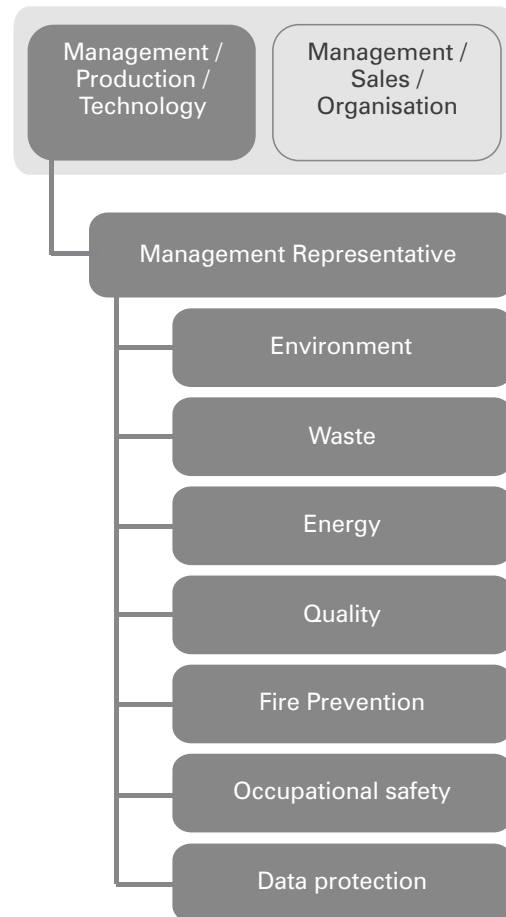 Management /
Production /
Technology
Management /
Sales /
Organisation
Management Representative
Environment
Waste
Energy
Quality
Fire Prevention
Occupational safety
Data protection